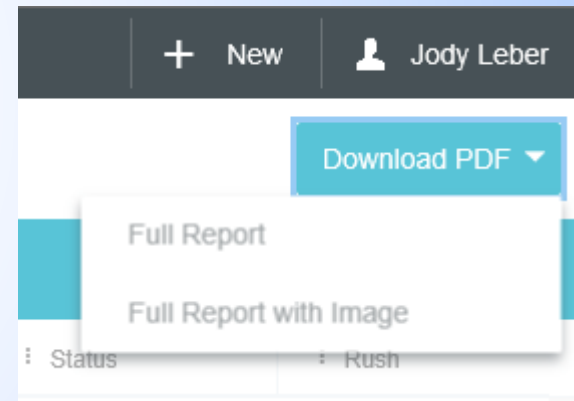 New Jody Leber
Download PDF
Full Report
Full Report with Image
Status Rush